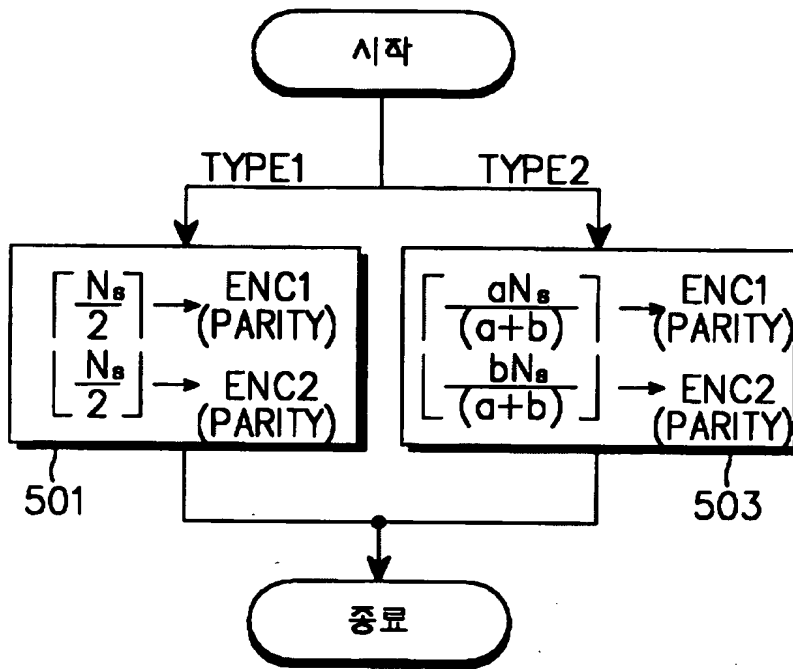 시작
TYPE1
TYPE2
⌈Ns/2⌉ → ENC1
(PARITY)
⌊Ns/2⌋ → ENC2
(PARITY)
⌈aNs/(a+b)⌉ → ENC1
(PARITY)
⌊bNs/(a+b)⌋ → ENC2
(PARITY)
501
503
종료